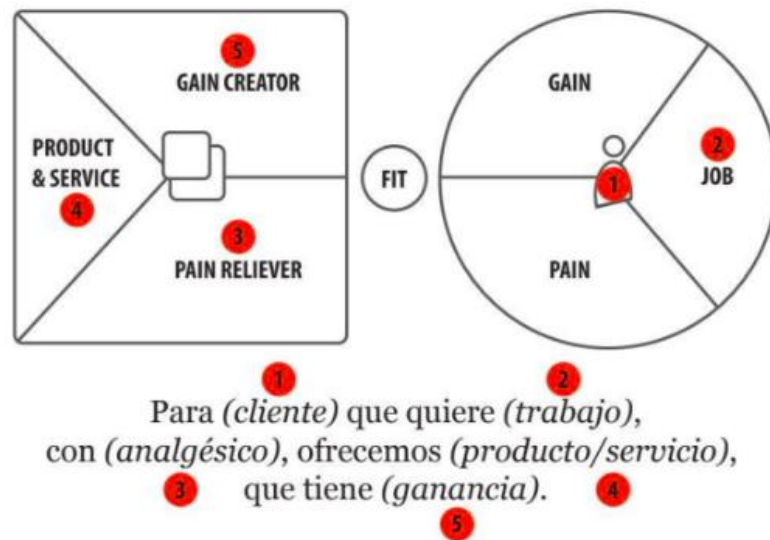 5
GAIN CREATOR
PRODUCT
& SERVICE
4
3
PAIN RELIEVER
FIT
GAIN
2
JOB
1
PAIN
1
2
Para (cliente) que quiere (trabajo),
con (analgésico), ofrecemos (producto/servicio),
3
que tiene (ganancia).
4
5